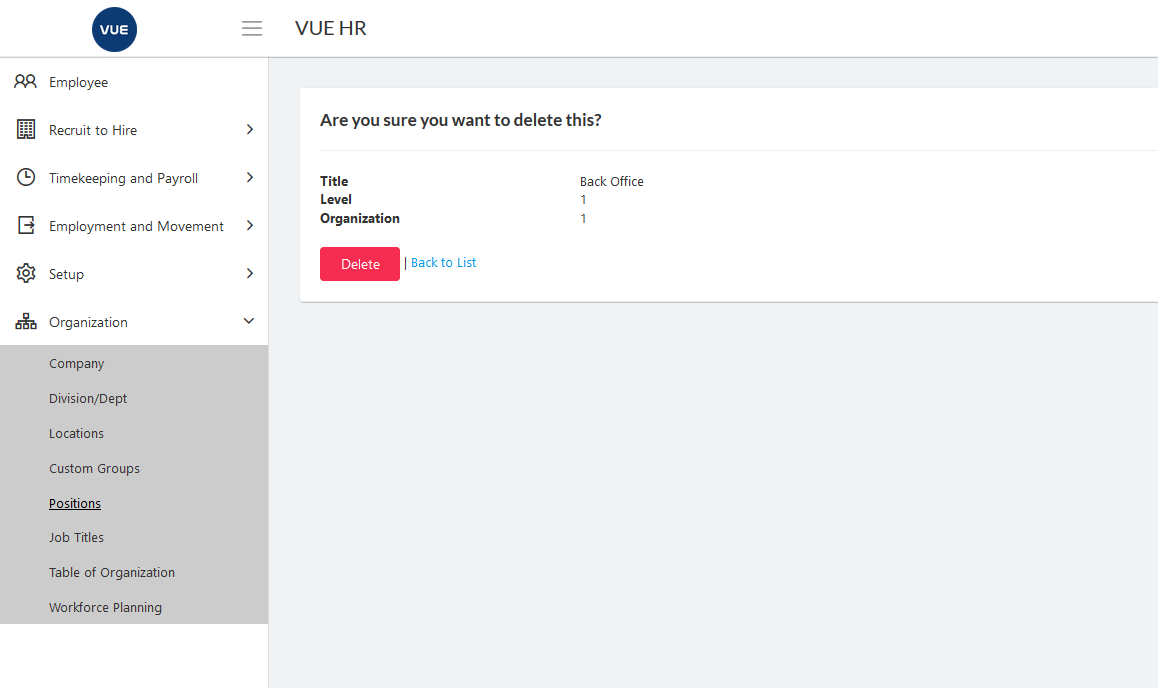 VUE
VUE HR
Employee
Recruit to Hire
Timekeeping and Payroll
Employment and Movement
Setup
Organization
Company
Division/Dept
Locations
Custom Groups
Positions
Job Titles
Table of Organization
Workforce Planning
Are you sure you want to delete this?
Title Back Office
Level 1
Organization 1
Delete | Back to List